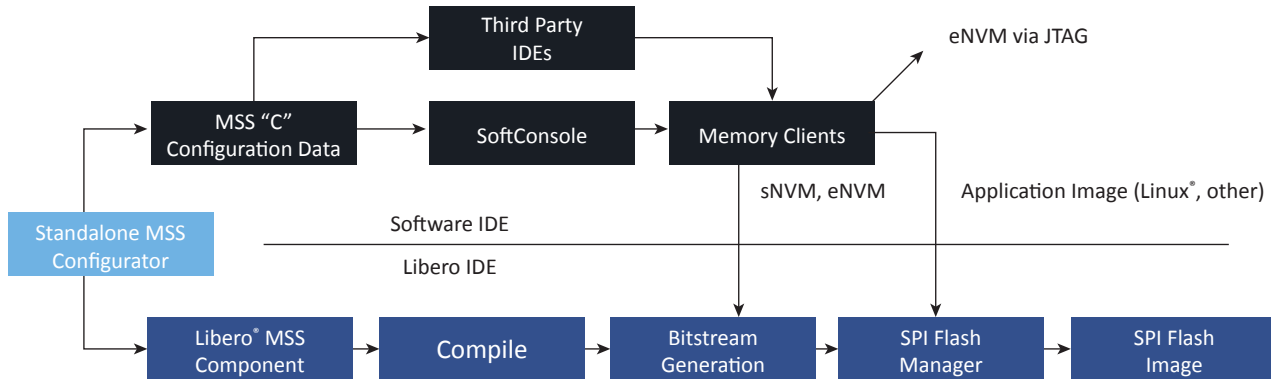 Third Party
IDEs
eNVM via JTAG
MSS “C”
Configuration Data
SoftConsole
Memory Clients
sNVM, eNVM
Application Image (Linux®, other)
Standalone MSS
Configurator
Software IDE
Libero IDE
Libero® MSS
Component
Compile
Bitstream
Generation
SPI Flash
Manager
SPI Flash
Image